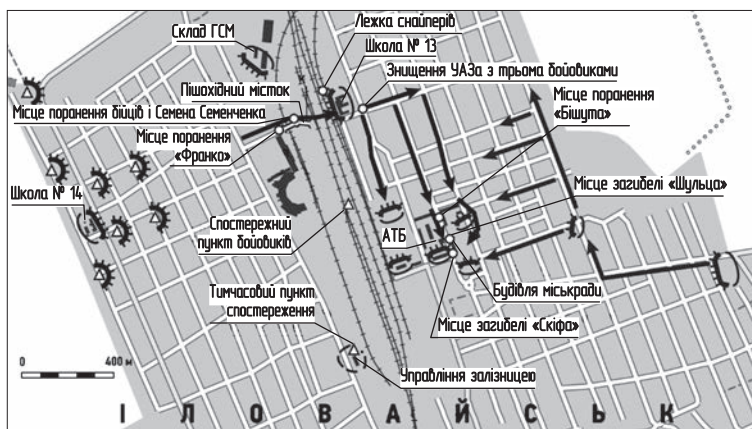 Лежка снайперів
Склад ГСМ
Школа № 13
Знищення УАЗа з трьома бойовиками
Пішохідний місток
Місце поранення
«Бішута»
Місце поранення бійців і Семена Семенченка
Місце поранення
«Франко»
Місце загибелі «Шульца»
Школа № 14
АТБ
Спостережний
пункт бойовиків
Будівля міськради
Тимчасовий пункт
спостереження
Місце загибелі «Скіфа»
0 400 м
Управління залізницею
ІЛОВАЙСЬК